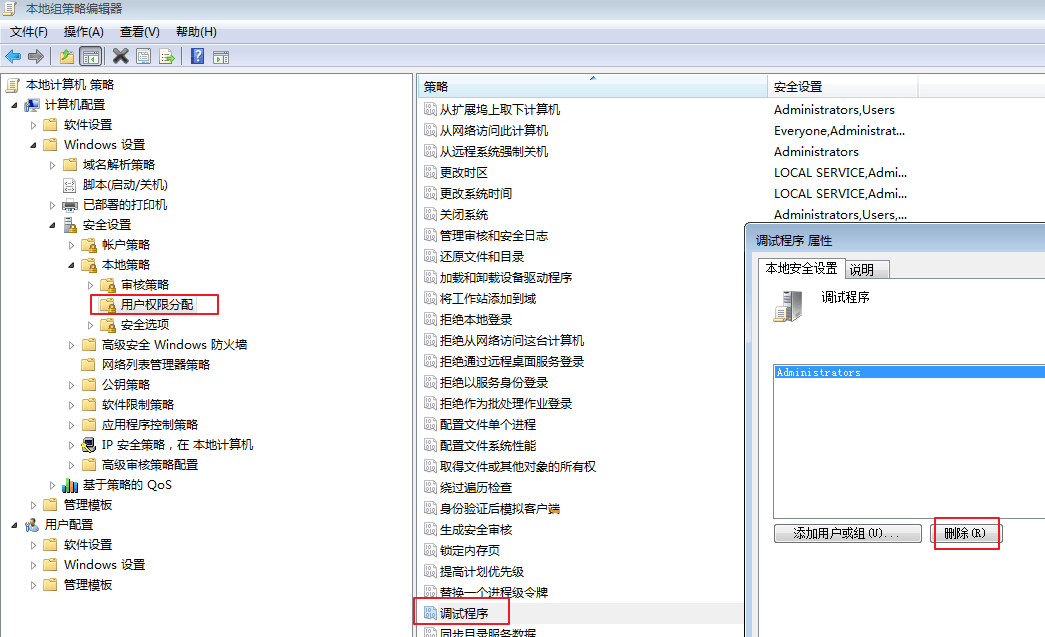 本地组策略编辑器
文件(F) 操作(A) 查看(V) 帮助(H)
本地计算机 策略
计算机配置
软件设置
Windows 设置
域名解析策略
脚本(启动/关机)
已部署的打印机
安全设置
帐户策略
本地策略
审核策略
用户权限分配
安全选项
高级安全 Windows 防火墙
网络列表管理器策略
公钥策略
软件限制策略
应用程序控制策略
IP 安全策略，在 本地计算机
高级审核策略配置
基于策略的 QoS
管理模板
用户配置
软件设置
Windows 设置
管理模板
策略 安全设置
从扩展坞上取下计算机 Administrators,Users
从网络访问此计算机 Everyone,Administrat...
从远程系统强制关机 Administrators
更改时区 LOCAL SERVICE,Admi...
更改系统时间 LOCAL SERVICE,Admi...
关闭系统 Administrators,Users,...
管理审核和安全日志
还原文件和目录
加载和卸载设备驱动程序
将工作站添加到域
拒绝本地登录
拒绝从网络访问这台计算机
拒绝通过远程桌面服务登录
拒绝以服务身份登录
拒绝作为批处理作业登录
配置文件单个进程
配置文件系统性能
取得文件或其他对象的所有权
绕过遍历检查
身份验证后模拟客户端
生成安全审核
锁定内存页
提高计划优先级
替换一个进程级令牌
调试程序
同步目录服务数据
调试程序 属性
本地安全设置 说明
调试程序
Administrators
添加用户或组(U)... 删除(R)